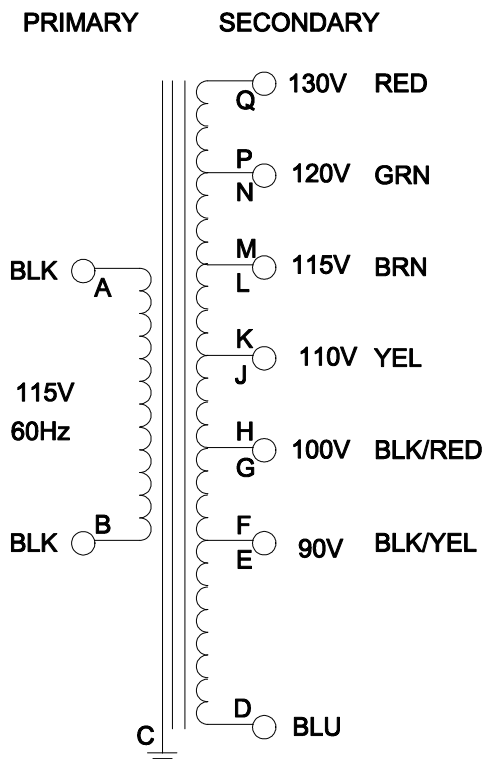 PRIMARY SECONDARY
Q 130V RED
P
N 120V GRN
M
L 115V BRN
BLK A
K
J 110V YEL
115V
60Hz
H
G 100V BLK/RED
BLK B
F
E 90V BLK/YEL
D BLU
C